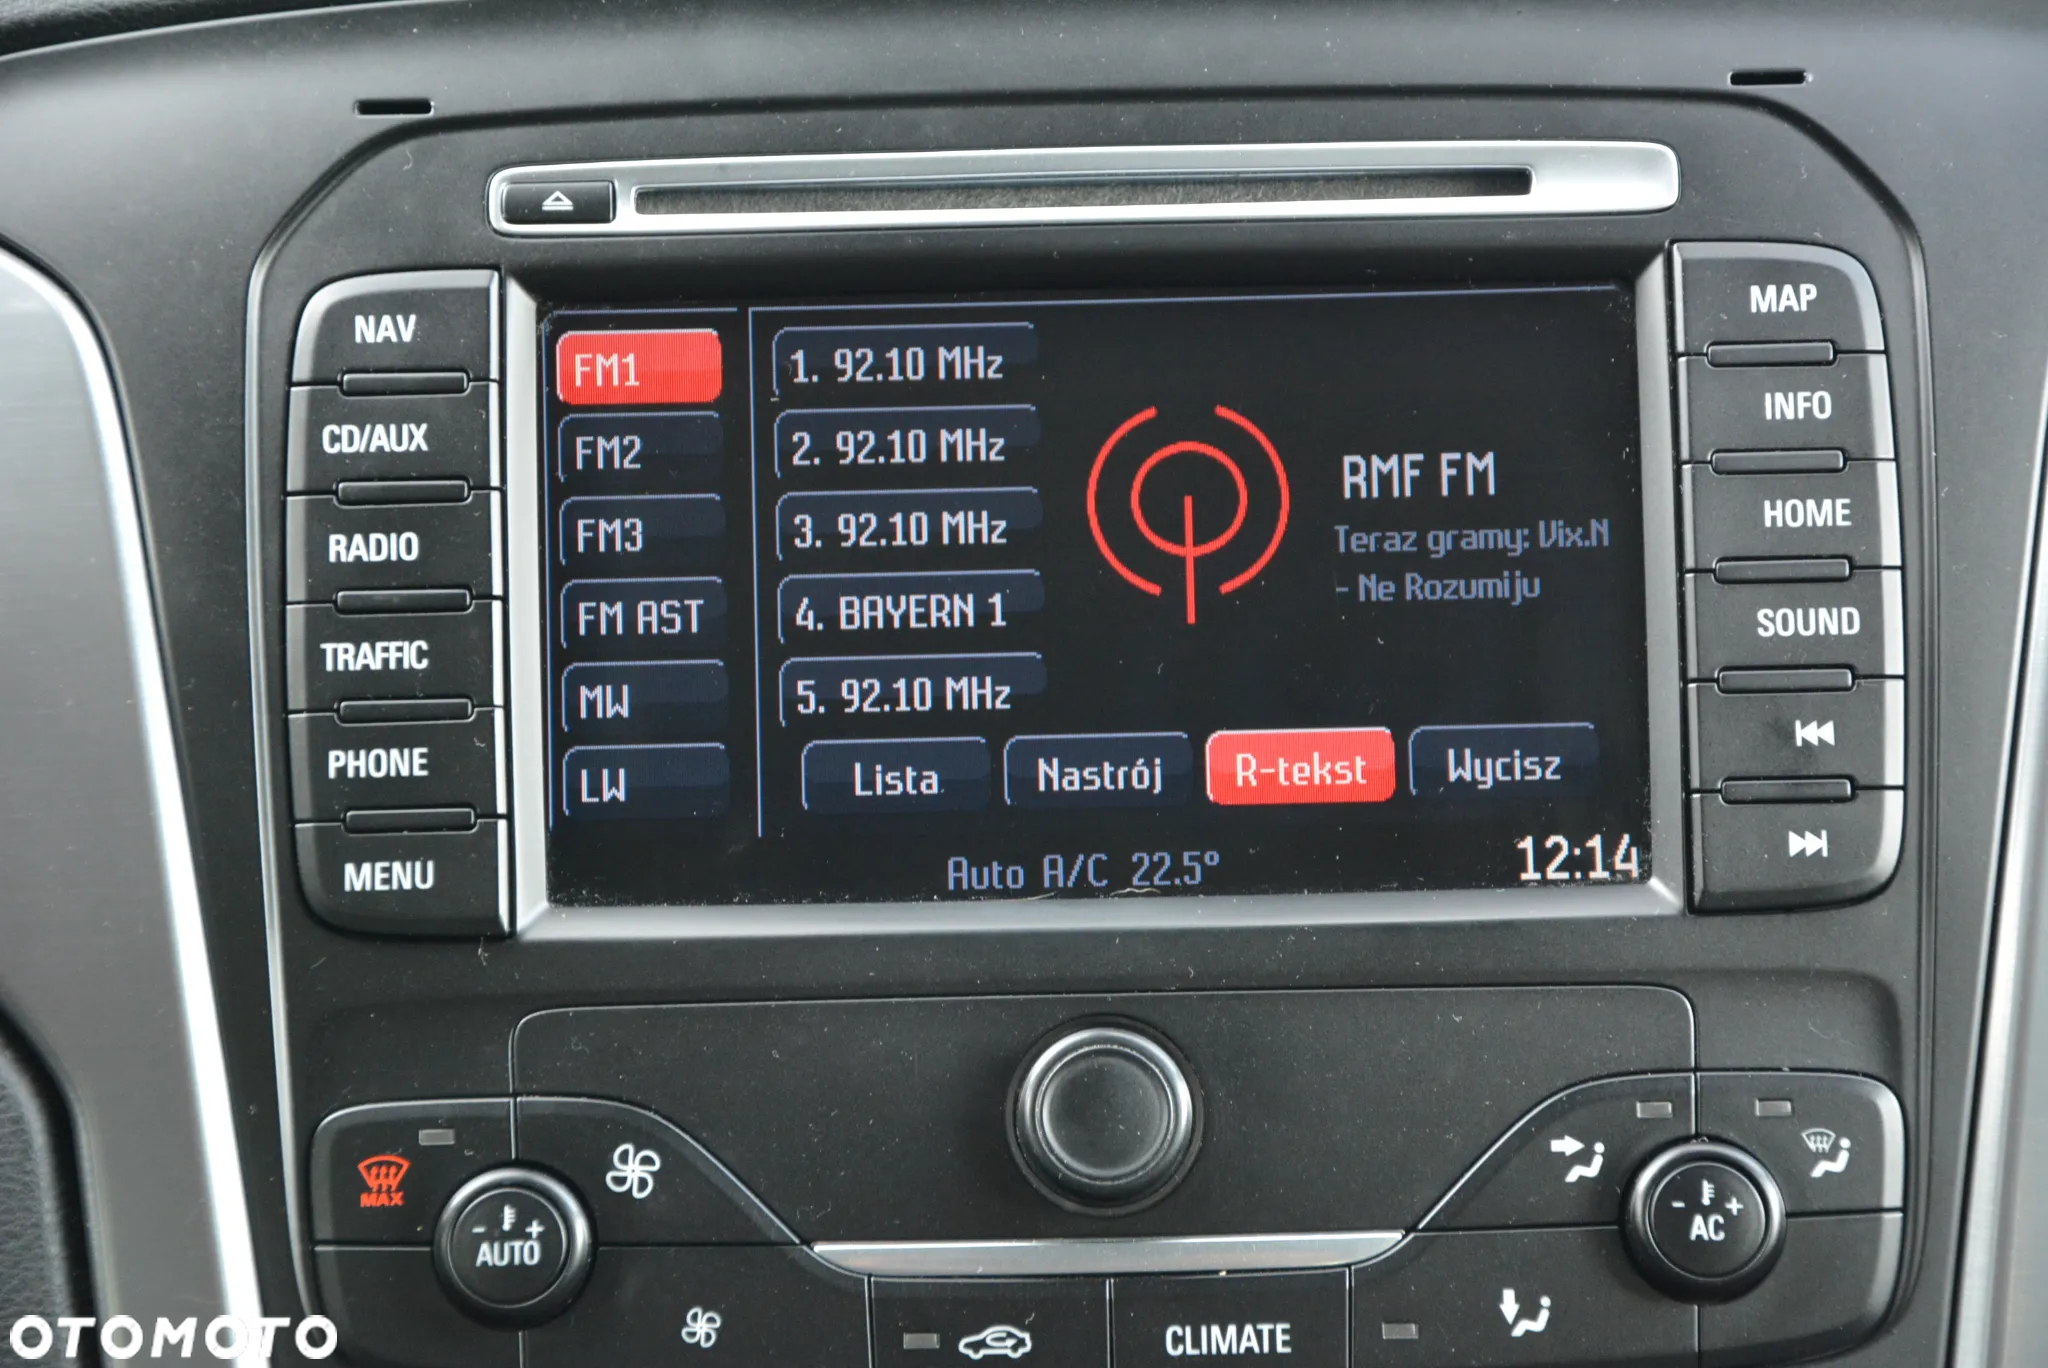 NAV
CD/AUX
RADIO
TRAFFIC
PHONE
MENU
FM1
FM2
FM3
FM AST
MW
LW
1. 92.10 MHz
2. 92.10 MHz
3. 92.10 MHz
4. BAYERN 1
5. 92.10 MHz
RMF FM
Teraz gramy: Vix.N
- Ne Rozumiju
Lista
Nastrój
R-tekst
Wycisz
Auto A/C 22.5°
12:14
MAP
INFO
HOME
SOUND
MAX
- +
AUTO
- +
AC
CLIMATE
OTOMOTO